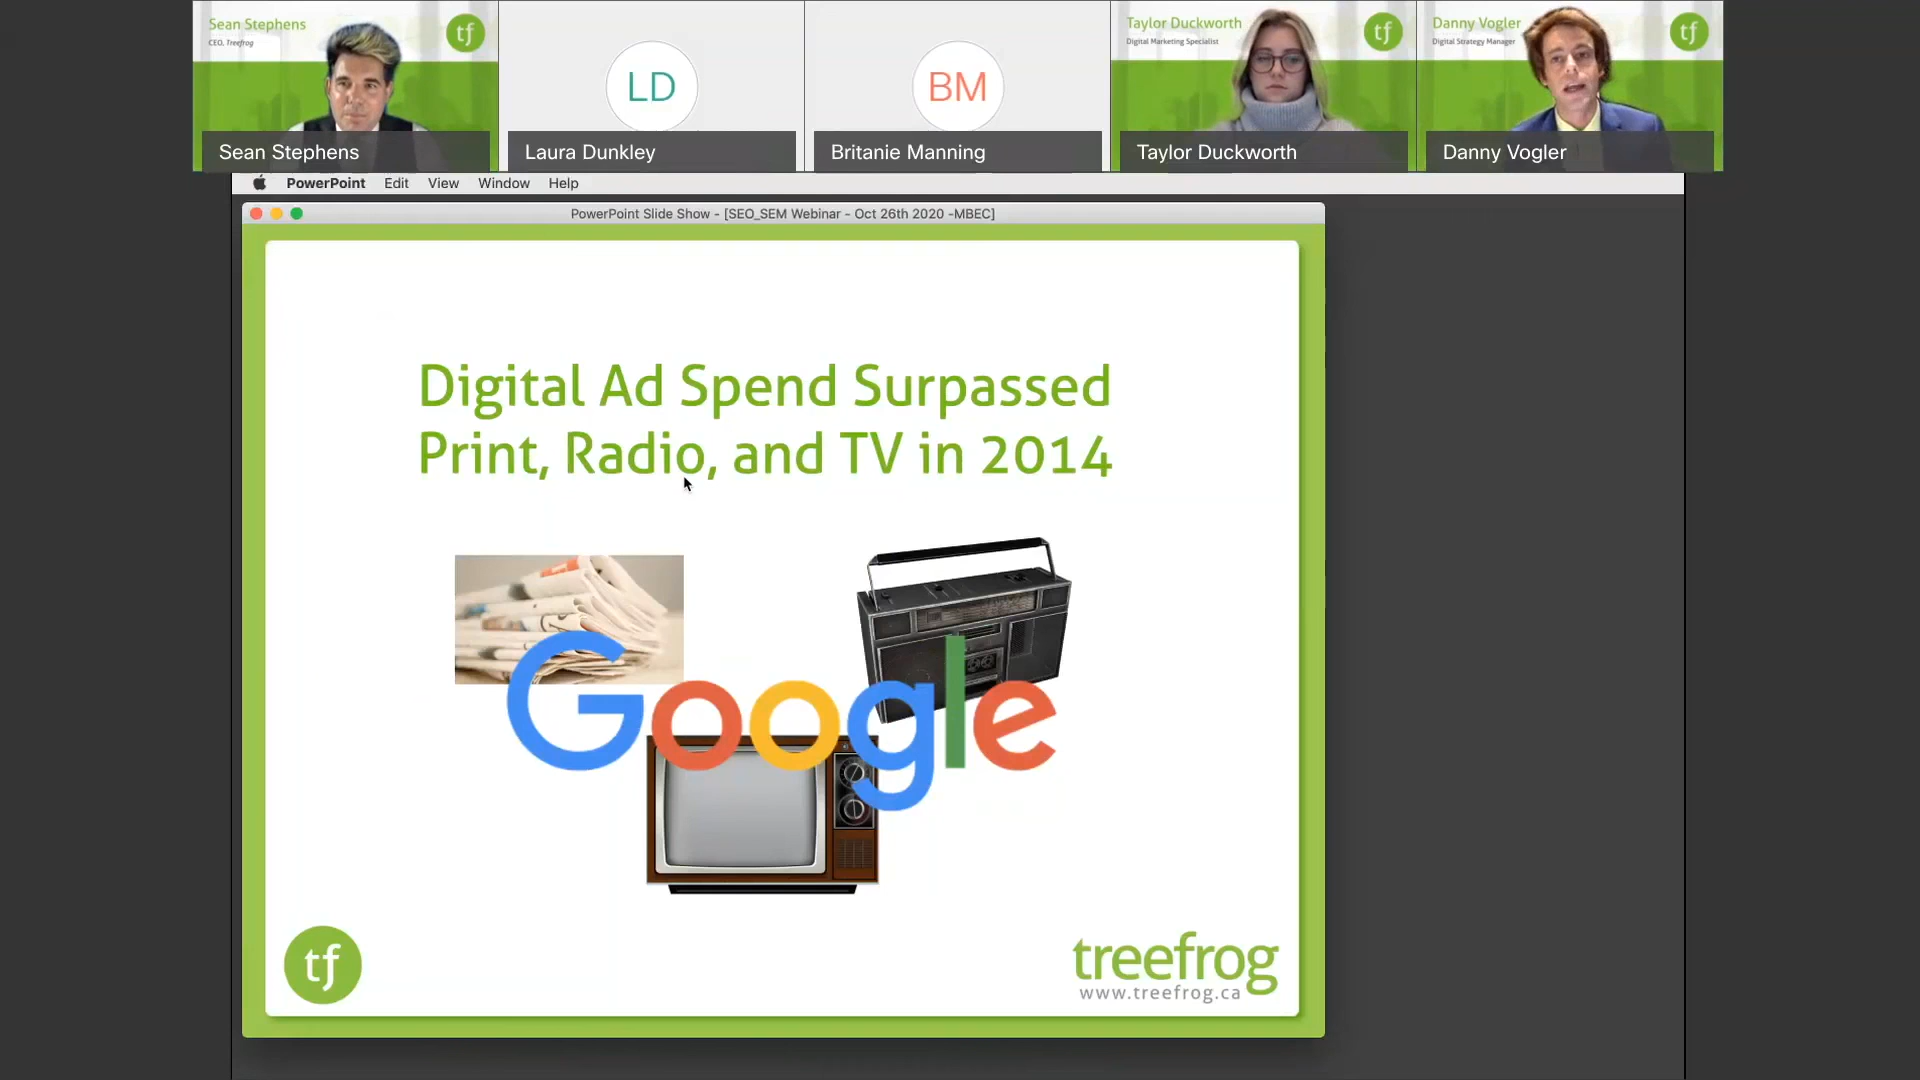 Sean Stephens
CEO, Treefrog
tf
Sean Stephens
LD
Laura Dunkley
BM
Britanie Manning
Taylor Duckworth
Digital Marketing Specialist
tf
Taylor Duckworth
Danny Vogler
Digital Strategy Manager
tf
Danny Vogler
PowerPoint Edit View Window Help
PowerPoint Slide Show - [SEO_SEM Webinar - Oct 26th 2020 -MBEC]
Digital Ad Spend Surpassed
Print, Radio, and TV in 2014
Google
tf
treefrog
www.treefrog.ca